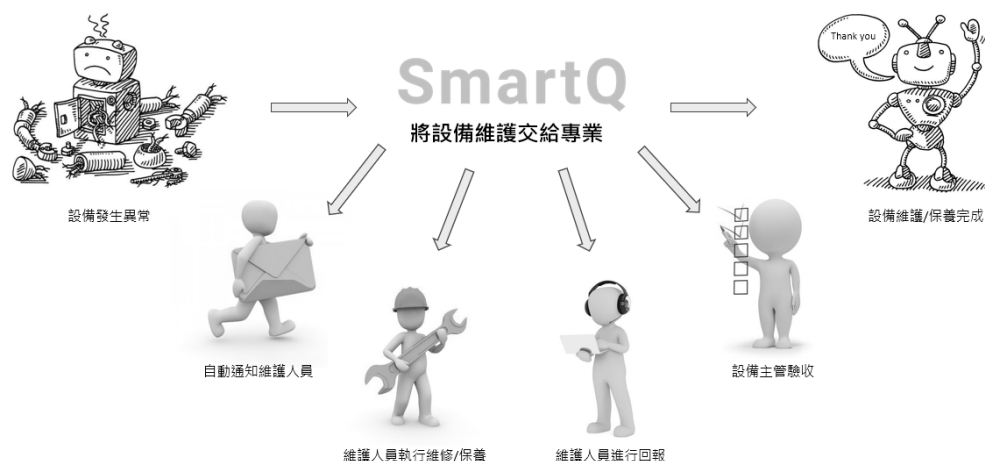 Thank you
SmartQ
將設備維護交給專業
設備發生異常
設備維護/保養完成
自動通知維護人員
設備主管驗收
維護人員執行維修/保養
維護人員進行回報